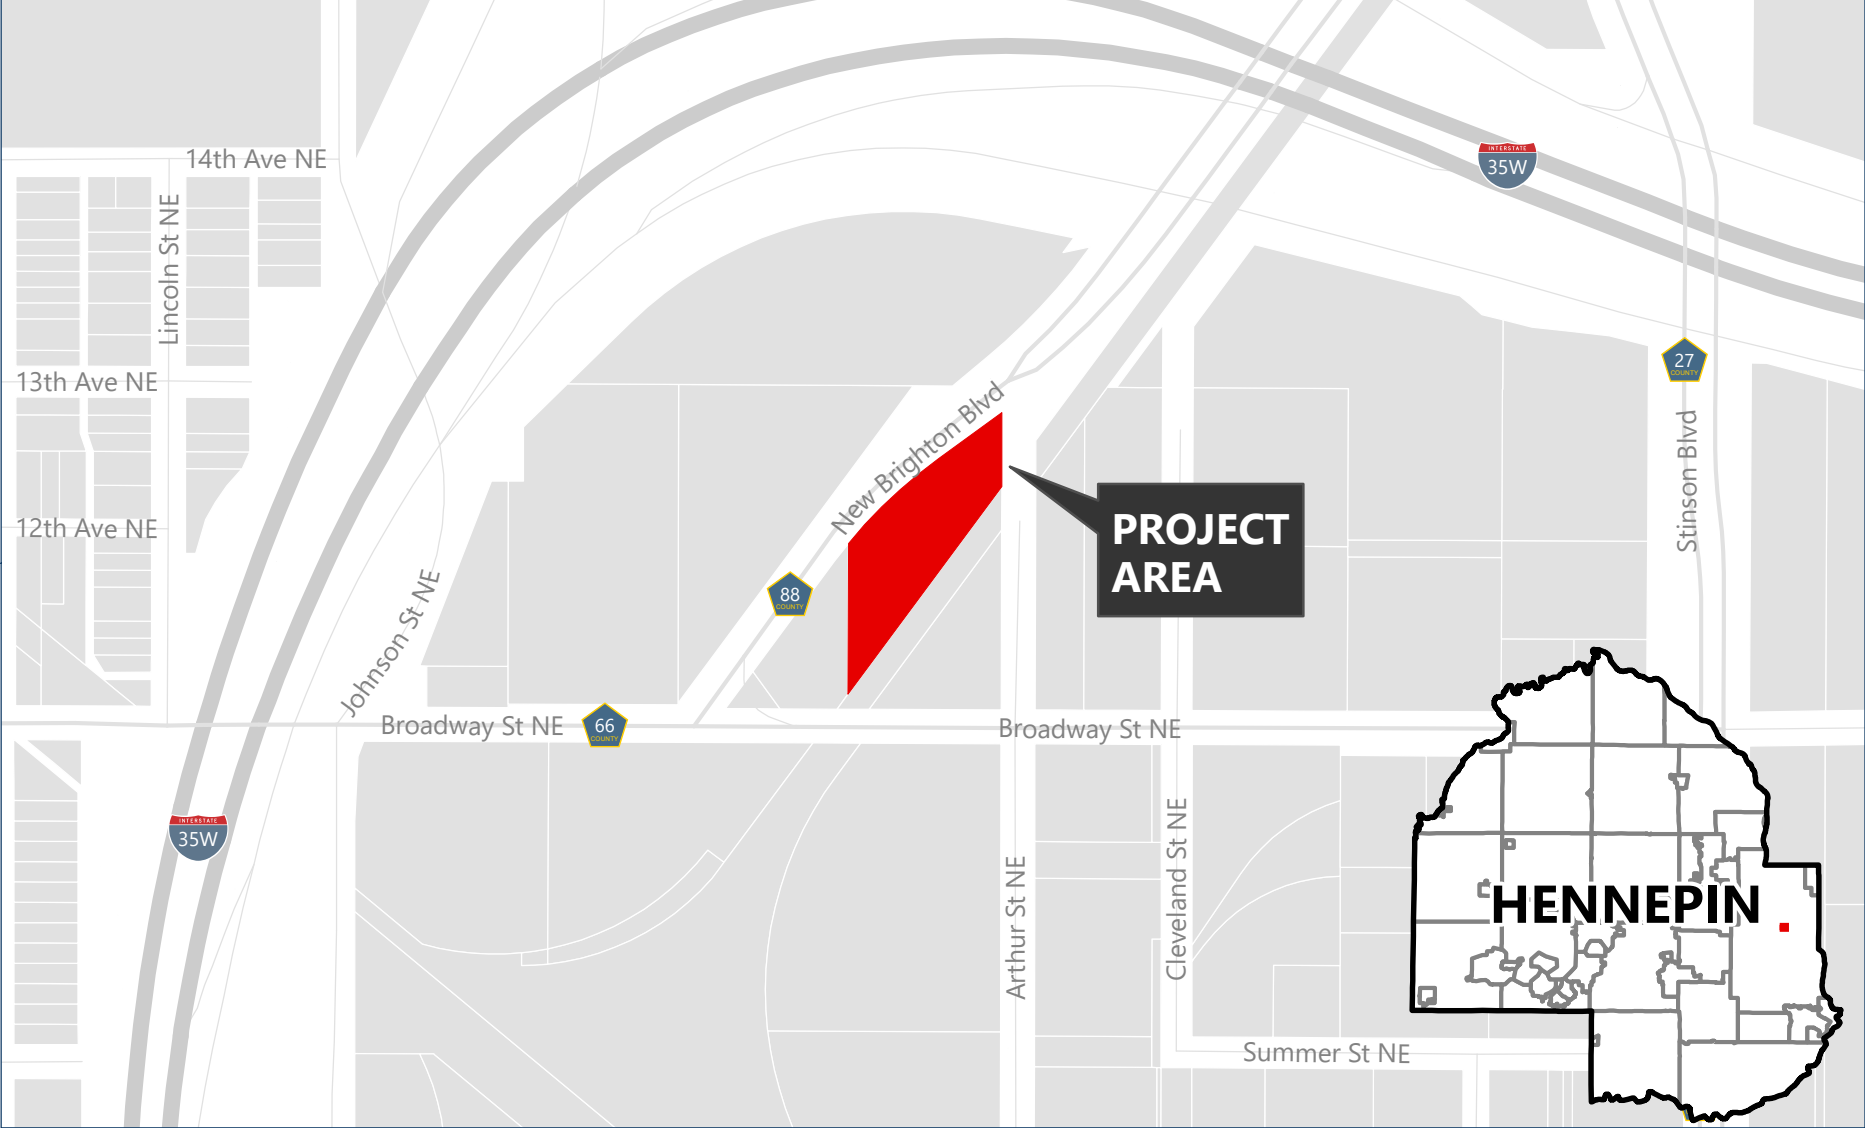 14th Ave NE
INTERSTATE
35W
Lincoln St NE
27
COUNTY
13th Ave NE
New Brighton Blvd
Stinson Blvd
PROJECT
AREA
12th Ave NE
88
COUNTY
Johnson St NE
Broadway St NE
66
COUNTY
Broadway St NE
INTERSTATE
35W
Arthur St NE
Cleveland St NE
HENNEPIN
Summer St NE